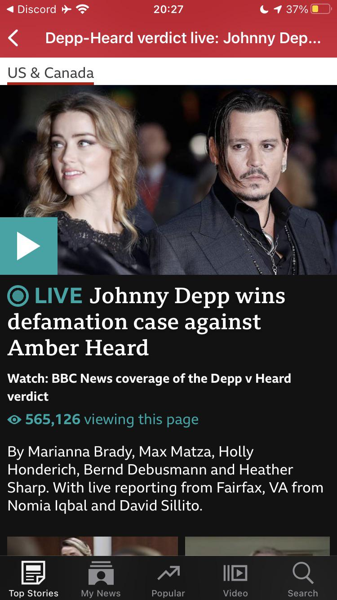 Discord
20:27
37%
Depp-Heard verdict live: Johnny Dep...
US & Canada
LIVE Johnny Depp wins
defamation case against
Amber Heard
Watch: BBC News coverage of the Depp v Heard
verdict
565,126 viewing this page
By Marianna Brady, Max Matza, Holly
Honderich, Bernd Debusmann and Heather
Sharp. With live reporting from Fairfax, VA from
Nomia Iqbal and David Sillito.
Top Stories My News Popular Video Search